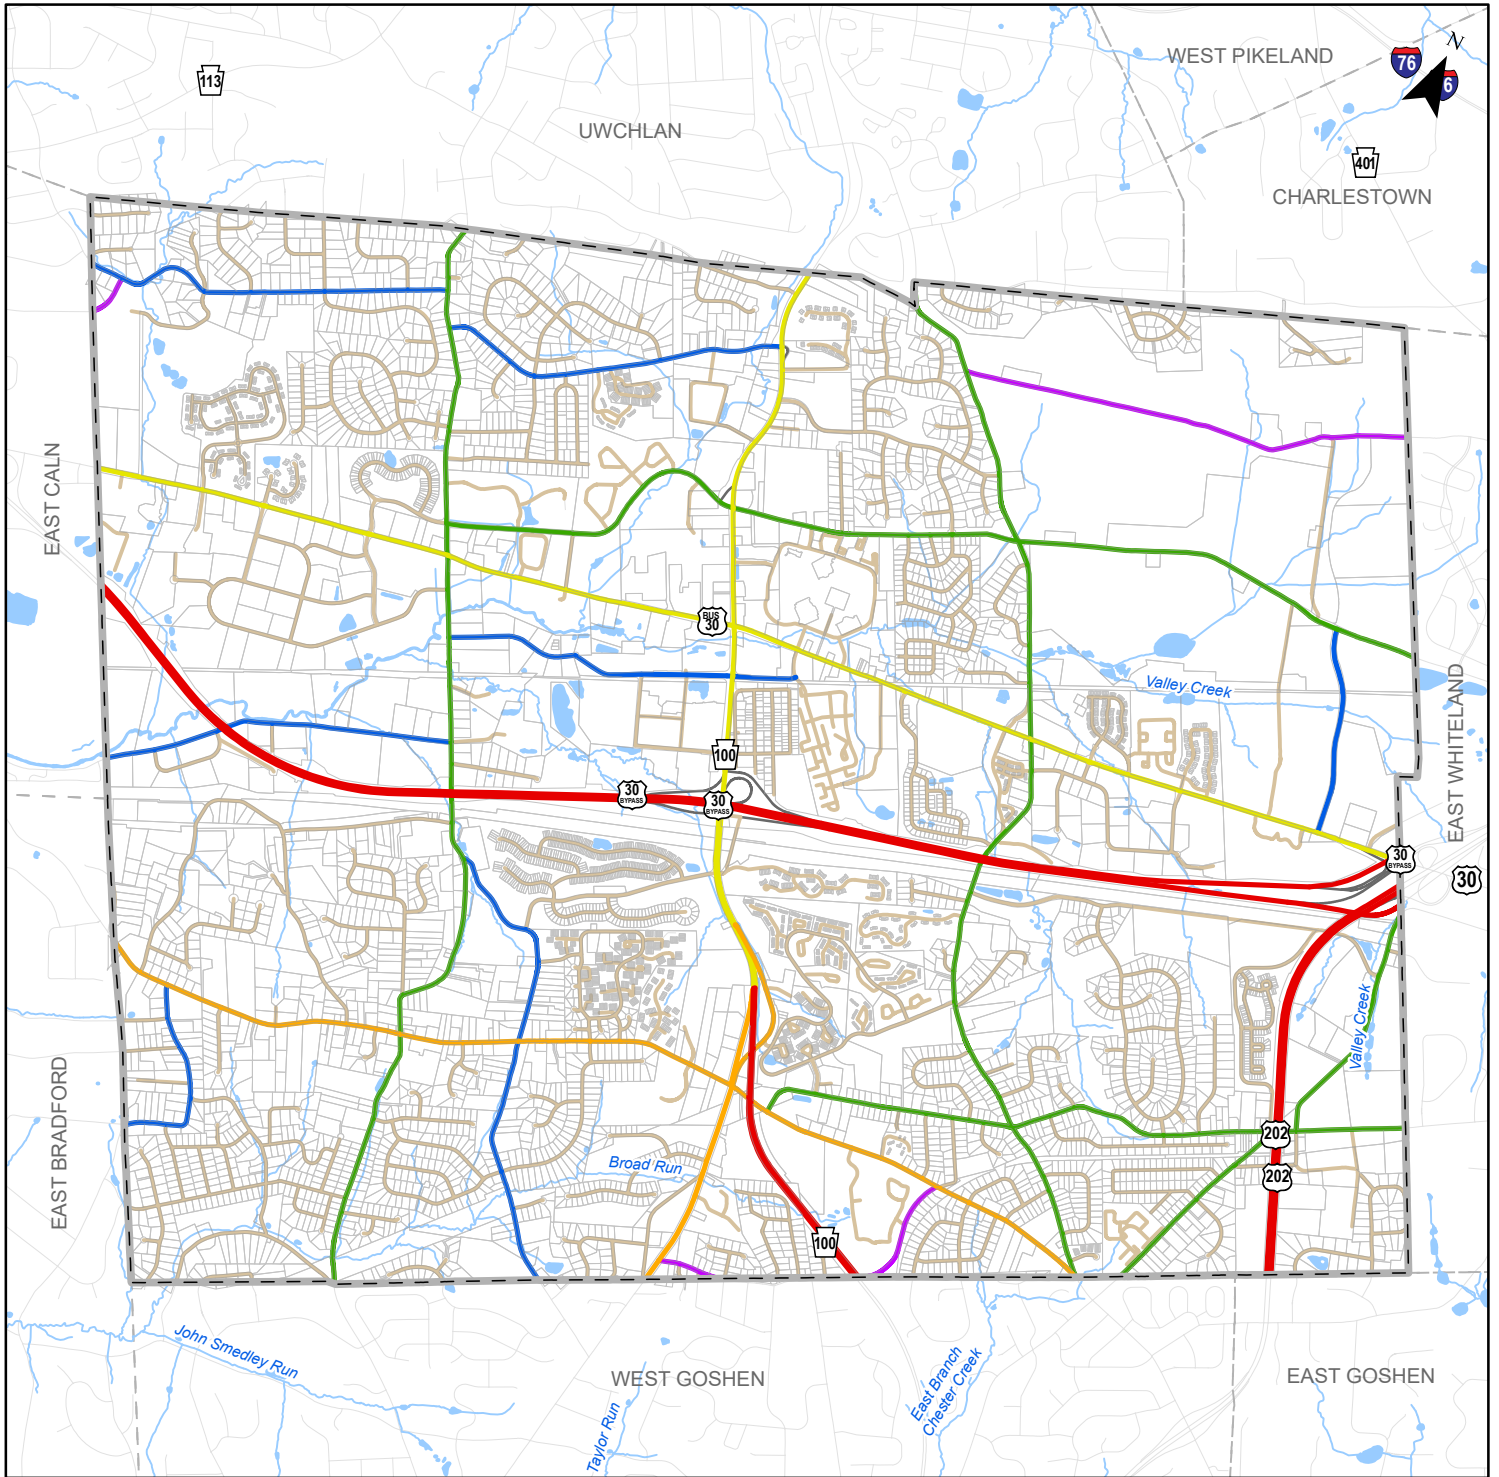 N
WEST PIKELAND
76
6
113
UWCHLAN
401
CHARLESTOWN
EAST CALN
BUS
30
Valley Creek
EAST WHITELAND
100
30
BYPASS
30
BYPASS
30
BYPASS
30
Valley Creek
EAST BRADFORD
202
202
Broad Run
100
John Smedley Run
WEST GOSHEN
EAST GOSHEN
East Branch
Chester Creek
Taylor Run